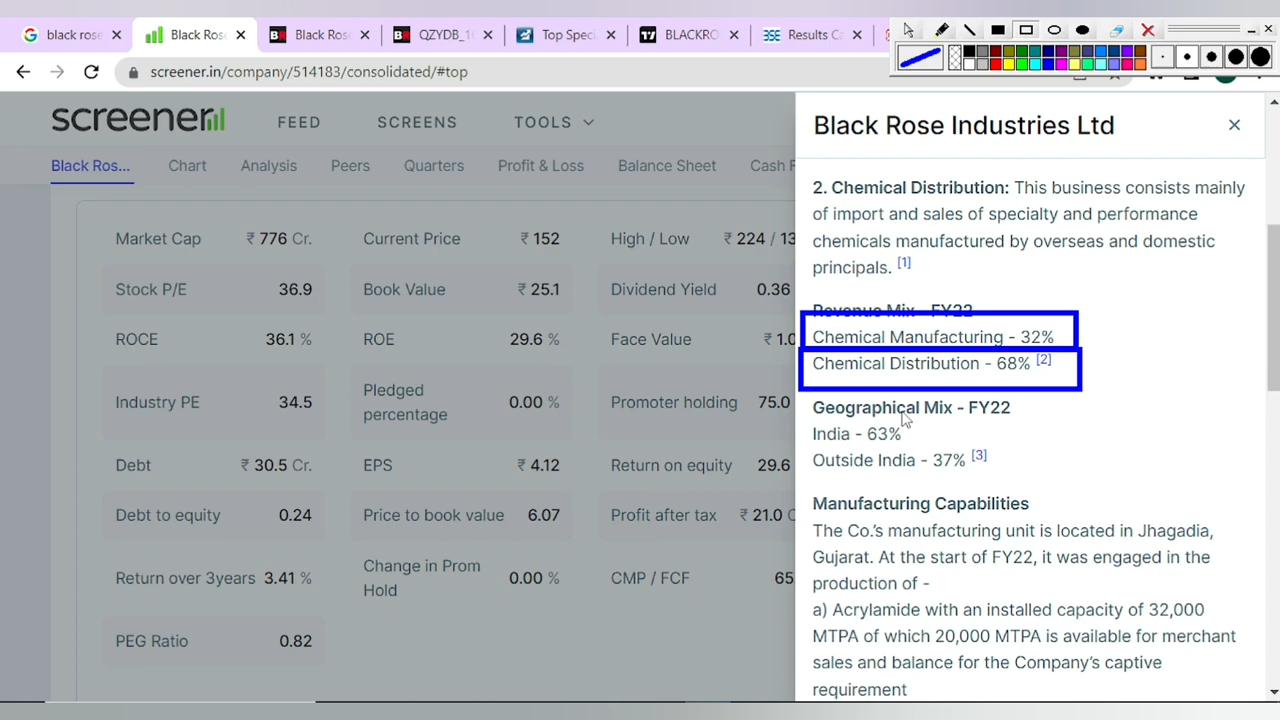 black rose
Black Ros
Black Ros
QZYDB_
Top Spec
BLACKRO
Results Ca
screener
FEED
SCREENS
TOOLS
Black Ros...
Chart
Analysis
Peers
Quarters
Profit & Loss
Balance Sheet
Cash F
Market Cap ₹ 776 Cr.
Current Price ₹ 152
High / Low ₹ 224 / 13
Stock P/E 36.9
Book Value ₹ 25.1
Dividend Yield 0.36
ROCE 36.1 %
ROE 29.6 %
Face Value ₹ 1.0
Industry PE 34.5
Pledged
percentage 0.00 %
Promoter holding 75.0
Debt ₹ 30.5 Cr.
EPS ₹ 4.12
Return on equity 29.6
Debt to equity 0.24
Price to book value 6.07
Profit after tax ₹ 21.0 C
Return over 3years 3.41 %
Change in Prom
Hold 0.00 %
CMP / FCF 65
PEG Ratio 0.82
Black Rose Industries Ltd
2. Chemical Distribution: This business consists mainly
of import and sales of specialty and performance
chemicals manufactured by overseas and domestic
principals. [1]
Revenue Mix - FY22
Chemical Manufacturing - 32%
Chemical Distribution - 68% [2]
Geographical Mix - FY22
India - 63%
Outside India - 37% [3]
Manufacturing Capabilities
The Co.'s manufacturing unit is located in Jhagadia,
Gujarat. At the start of FY22, it was engaged in the
production of -
a) Acrylamide with an installed capacity of 32,000
MTPA of which 20,000 MTPA is available for merchant
sales and balance for the Company's captive
requirement